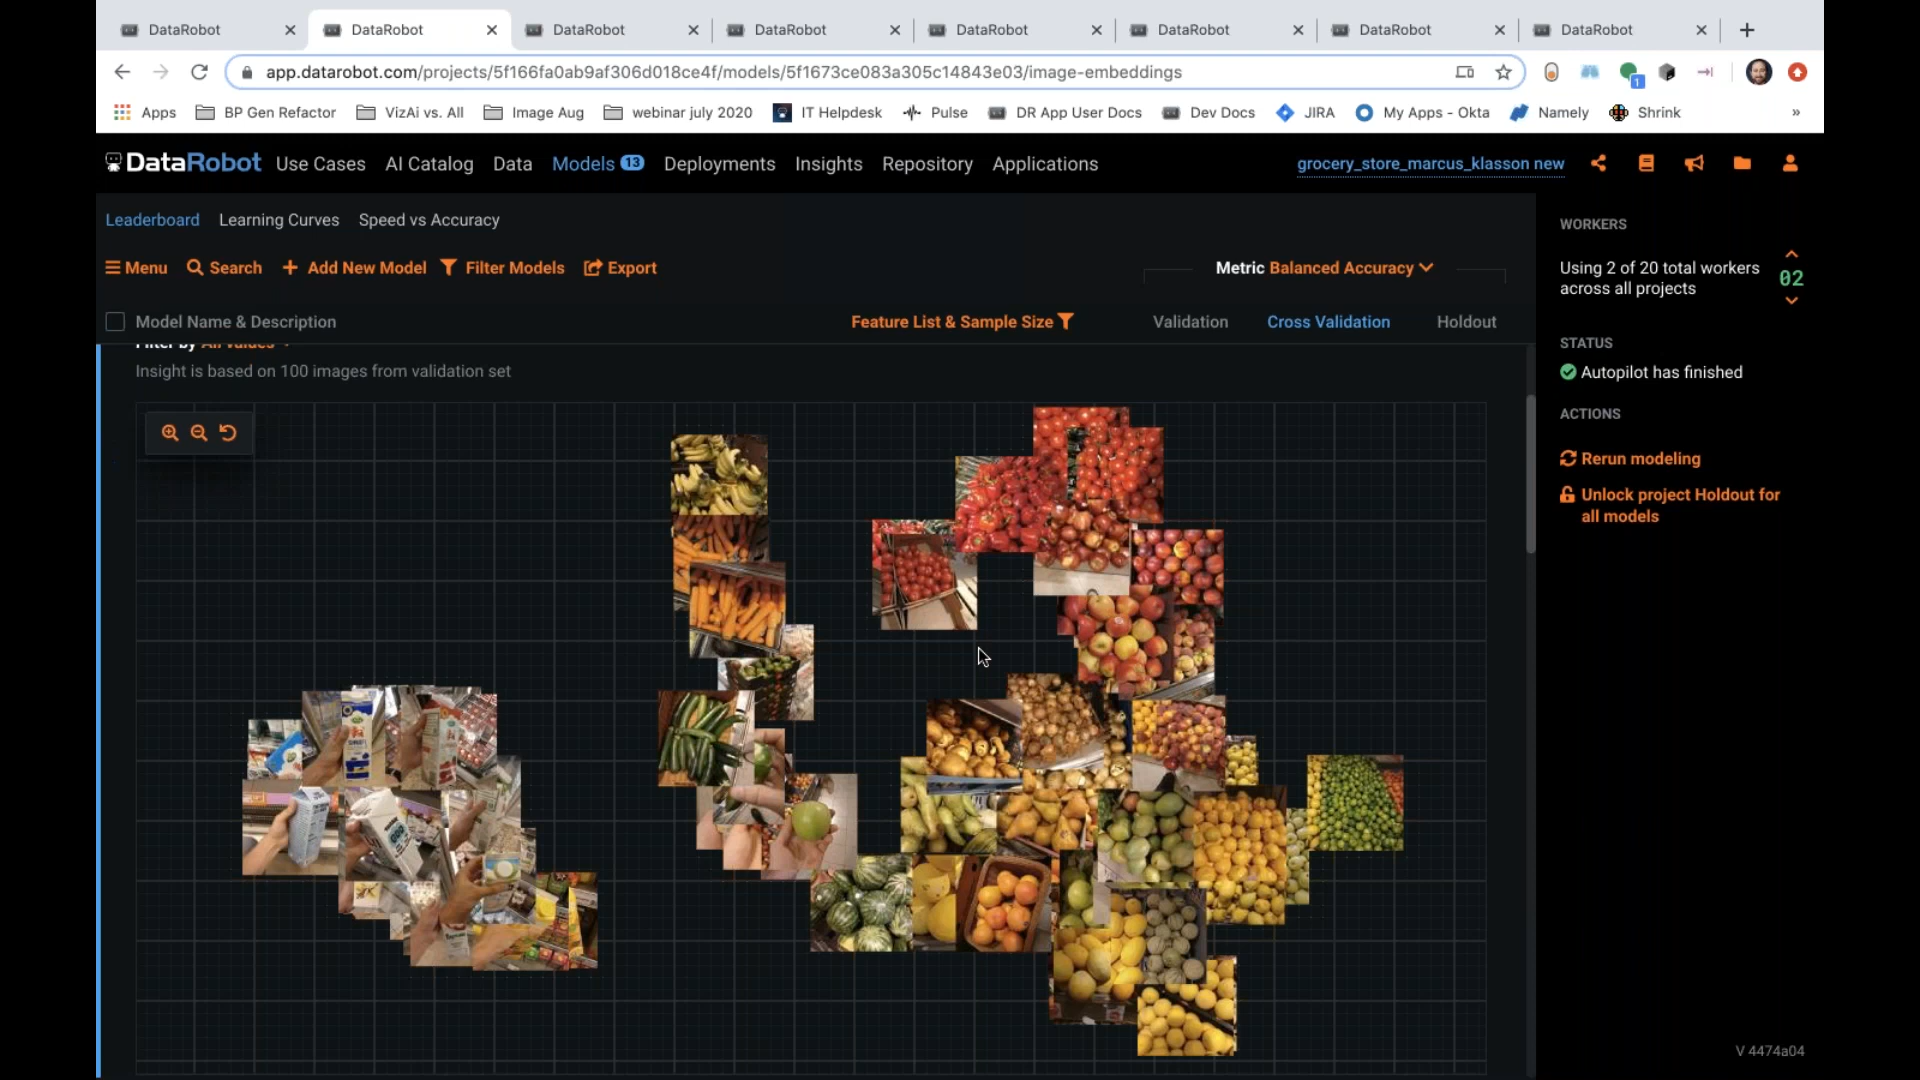 DataRobot DataRobot DataRobot DataRobot DataRobot DataRobot DataRobot DataRobot
app.datarobot.com/projects/5f166fa0ab9af306d018ce4f/models/5f1673ce083a305c14843e03/image-embeddings
1
Apps BP Gen Refactor VizAi vs. All Image Aug webinar july 2020 IT Helpdesk Pulse DR App User Docs Dev Docs JIRA My Apps - Okta Namely Shrink »
DataRobot Use Cases AI Catalog Data Models 13 Deployments Insights Repository Applications grocery_store_marcus_klasson new
Leaderboard Learning Curves Speed vs Accuracy
Menu Search Add New Model Filter Models Export Metric Balanced Accuracy
Model Name & Description Feature List & Sample Size Validation Cross Validation Holdout
Filter by All values
Insight is based on 100 images from validation set
WORKERS
Using 2 of 20 total workers
across all projects
02
STATUS
Autopilot has finished
ACTIONS
Rerun modeling
Unlock project Holdout for
all models
V 4474a04